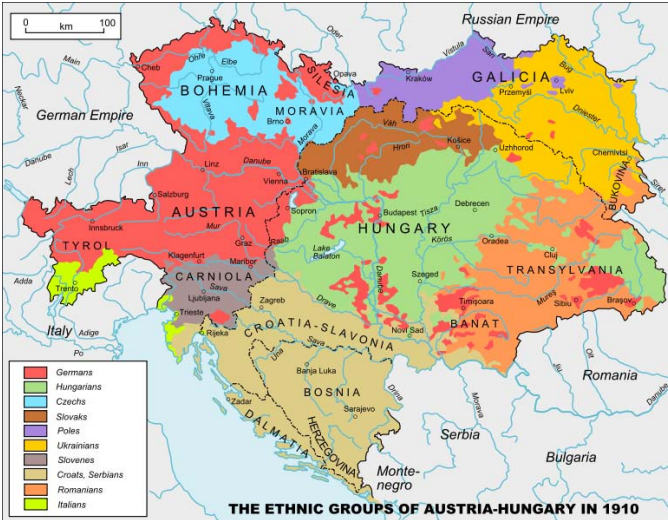 0
100 km
Russian Empire
Oder
Main
Cheb
Ohře
Elbe
Prague
BOHEMIA
SILESIA
Opava
Kraków
Vistula
San
GALICIA
Bug
Przemyśl
Lviv
Neckar
German Empire
Vltava
MORAVIA
Brno
Morava
Váh
Dniester
Danube
Isar
Lech
Inn
Linz
Danube
Vienna
Bratislava
Hron
Košice
Uzhhorod
Chernivtsi
BUKOVINA
Siret
Salzburg
AUSTRIA
Sopron
Budapest
Tisza
Debrecen
Innsbruck
Mur
Graz
Raab
HUNGARY
TYROL
Klagenfurt
Maribor
Lake
Balaton
Körös
Oradea
Cluj
TRANSYLVANIA
Adda
Trento
CARNIOLA
Ljubljana
Sava
Szeged
Mureş
Sibiu
Braşov
Italy
Adige
Po
Trieste
Rijeka
Zagreb
Drave
Danube
Timişoara
BANAT
CROATIA-SLAVONIA
Novi Sad
Sava
Una
Banja Luka
BOSNIA
Drina
Morava
Jiu
Olt
Romania
Danube
Zadar
DALMATIA
HERZEGOVINA
Sarajevo
Serbia
Bulgaria
Monte-
negro
Germans
Hungarians
Czechs
Slovaks
Poles
Ukrainians
Slovenes
Croats, Serbians
Romanians
Italians
THE ETHNIC GROUPS OF AUSTRIA-HUNGARY IN 1910